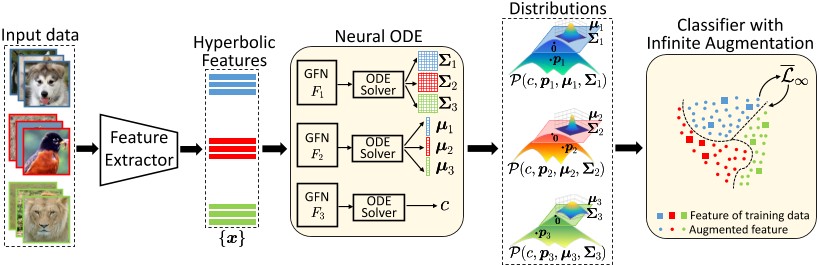 Input data
Feature
Extractor
Hyperbolic
Features
{x}
Neural ODE
GFN
F₁
ODE
Solver
Σ₁
Σ₂
Σ₃
GFN
F₂
ODE
Solver
μ₁
μ₂
μ₃
GFN
F₃
ODE
Solver
c
Distributions
μ₁
Σ₁
0
p₁
𝒫(c, p₁, μ₁, Σ₁)
μ₂
Σ₂
0
p₂
𝒫(c, p₂, μ₂, Σ₂)
μ₃
Σ₃
0
p₃
𝒫(c, p₃, μ₃, Σ₃)
Classifier with
Infinite Augmentation
ℒ̅∞
Feature of training data
Augmented feature